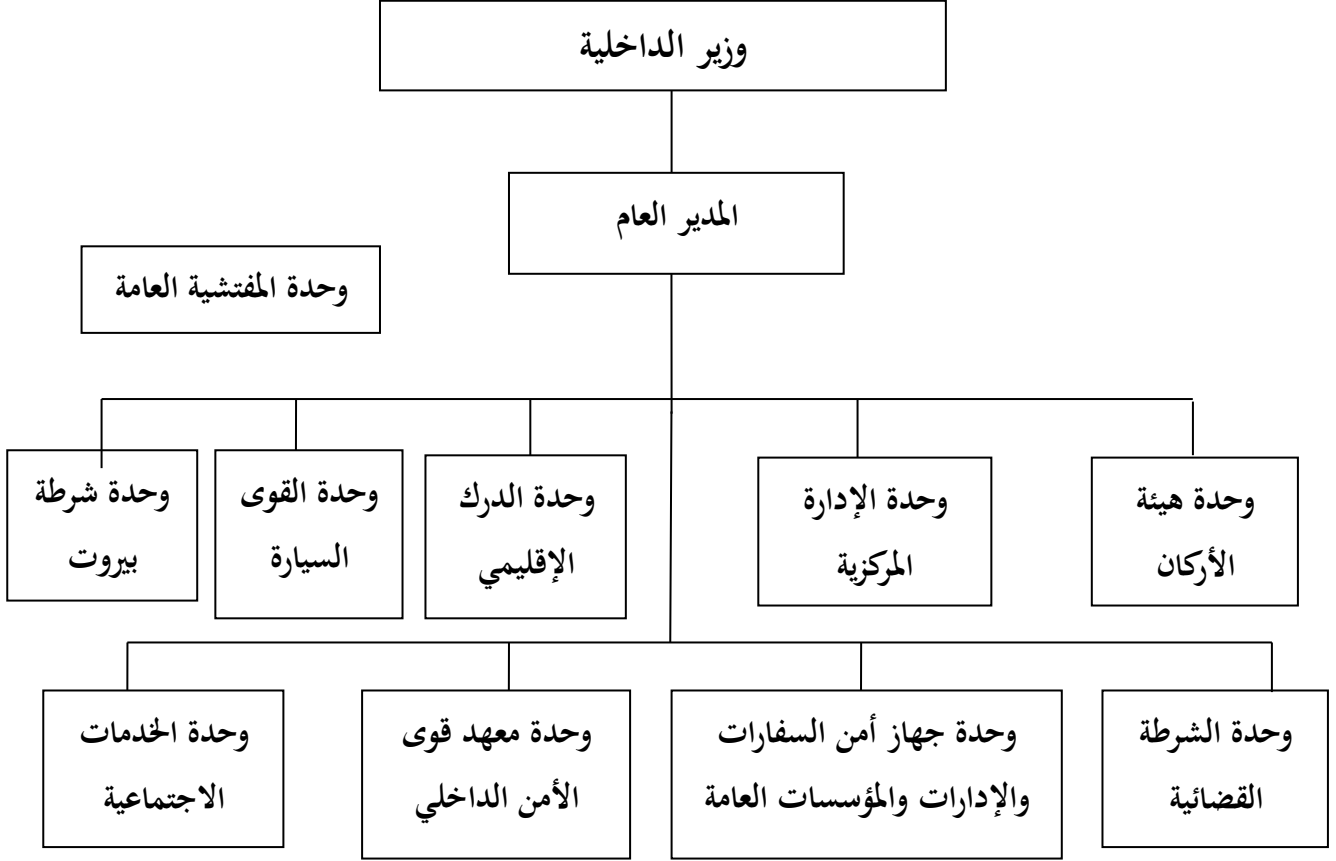 وزير الداخلية
المدير العام
وحدة المفتشية العامة
وحدة هيئة
الأركان
وحدة الإدارة
المركزية
وحدة الدرك
الإقليمي
وحدة القوى
السيارة
وحدة شرطة
بيروت
وحدة الشرطة
القضائية
وحدة جهاز أمن السفارات
والإدارات والمؤسسات العامة
وحدة معهد قوى
الأمن الداخلي
وحدة الخدمات
الاجتماعية